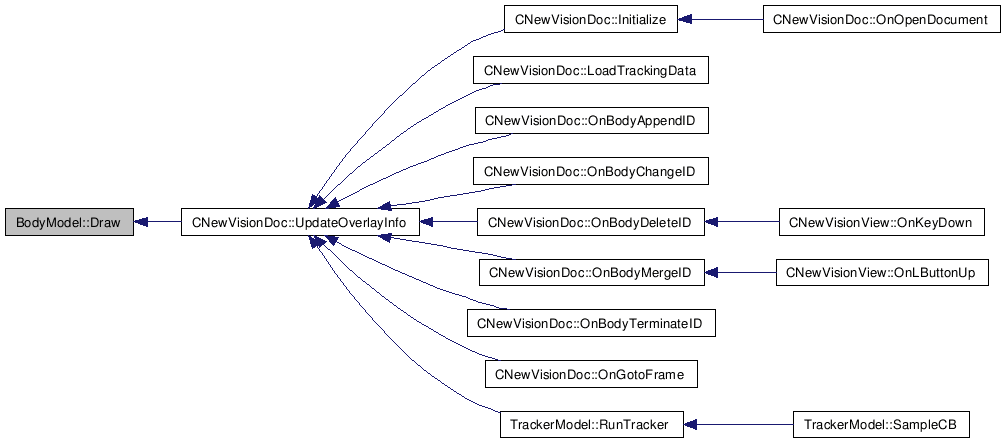 CNewVisionDoc::Initialize
CNewVisionDoc::OnOpenDocument
CNewVisionDoc::LoadTrackingData
CNewVisionDoc::OnBodyAppendID
CNewVisionDoc::OnBodyChangeID
BodyModel::Draw
CNewVisionDoc::UpdateOverlayInfo
CNewVisionDoc::OnBodyDeleteID
CNewVisionView::OnKeyDown
CNewVisionDoc::OnBodyMergeID
CNewVisionView::OnLButtonUp
CNewVisionDoc::OnBodyTerminateID
CNewVisionDoc::OnGotoFrame
TrackerModel::RunTracker
TrackerModel::SampleCB